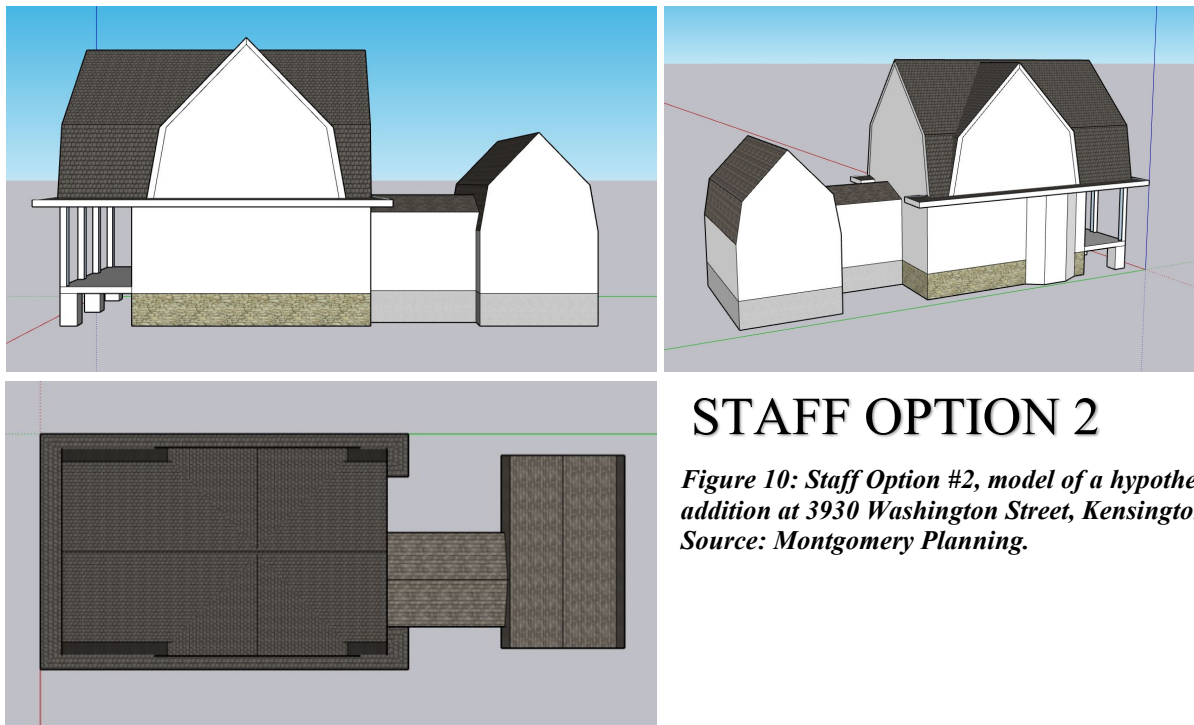 STAFF OPTION 2
Figure 10: Staff Option #2, model of a hypothe
addition at 3930 Washington Street, Kensingto
Source: Montgomery Planning.